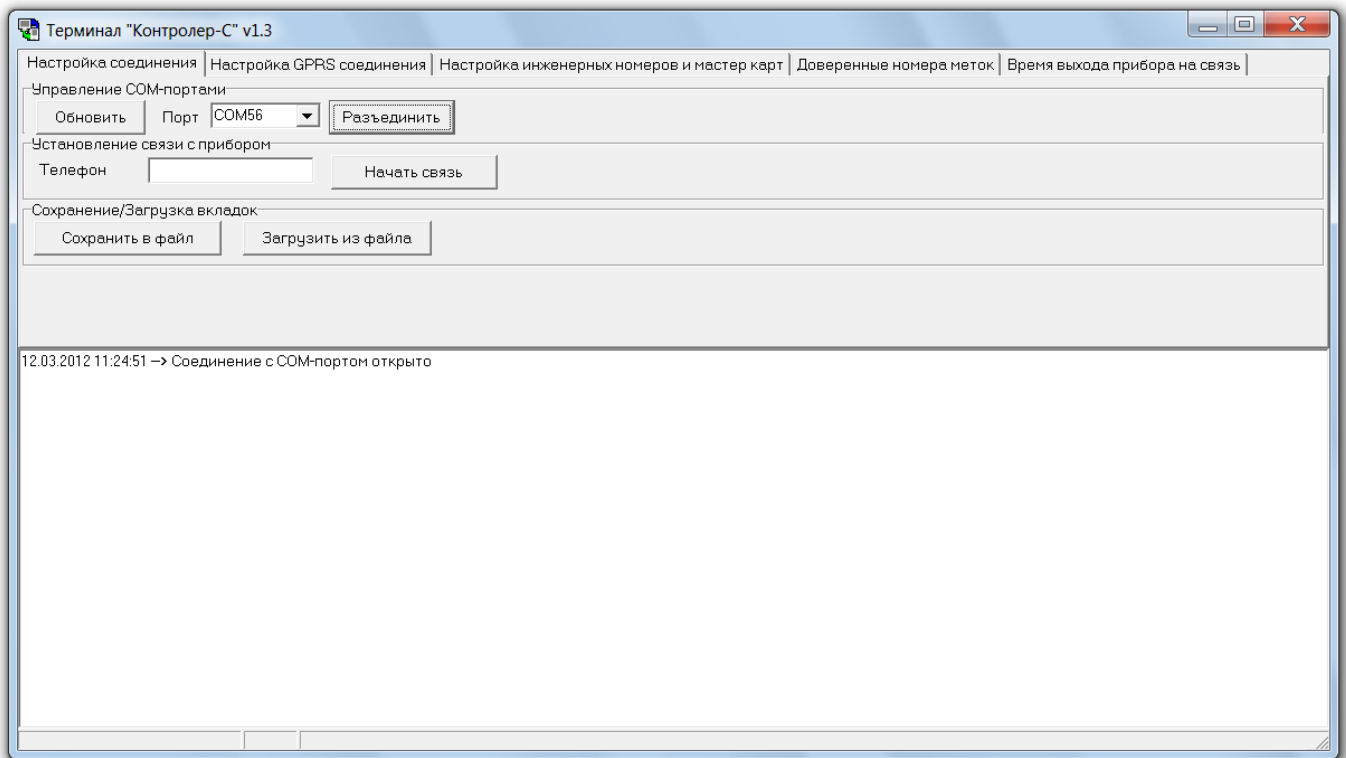 Терминал "Контролер-С" v1.3
Настройка соединения Настройка GPRS соединения Настройка инженерных номеров и мастер карт Доверенные номера меток Время выхода прибора на связь
Управление COM-портами
Обновить Порт COM56 Разъединить
Установление связи с прибором
Телефон Начать связь
Сохранение/Загрузка вкладок
Сохранить в файл Загрузить из файла
12.03.2012 11:24:51 --> Соединение с COM-портом открыто